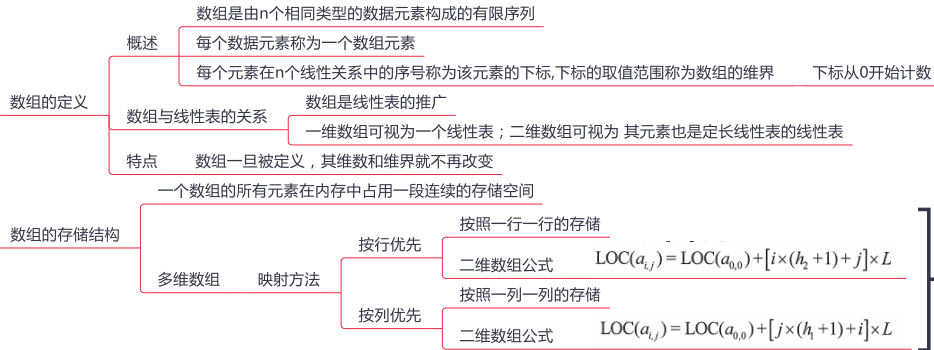 数组是由n个相同类型的数据元素构成的有限序列
概述
每个数据元素称为一个数组元素
每个元素在n个线性关系中的序号称为该元素的下标,下标的取值范围称为数组的维界
下标从0开始计数
数组的定义
数组与线性表的关系
数组是线性表的推广
一维数组可视为一个线性表；二维数组可视为 其元素也是定长线性表的线性表
特点
数组一旦被定义，其维数和维界就不再改变
一个数组的所有元素在内存中占用一段连续的存储空间
数组的存储结构
多维数组
映射方法
按行优先
按照一行一行的存储
二维数组公式
LOC(a_{i,j}) = LOC(a_{0,0}) + [i×(h_2+1)+j]×L
按列优先
按照一列一列的存储
二维数组公式
LOC(a_{i,j}) = LOC(a_{0,0}) + [j×(h_1+1)+i]×L